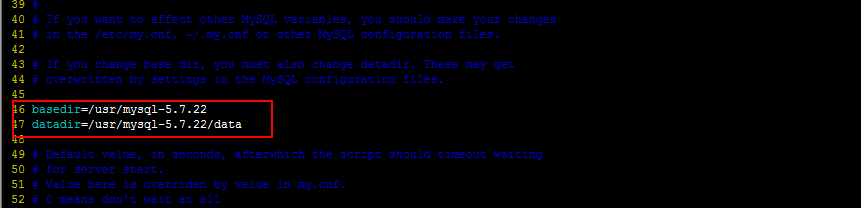 39 #
40 # If you want to affect other MySQL variables, you should make your changes
41 # in the /etc/my.cnf, ~/.my.cnf or other MySQL configuration files.
42
43 # If you change base dir, you must also change datadir. These may get
44 # overwritten by settings in the MySQL configuration files.
45
46 basedir=/usr/mysql-5.7.22
47 datadir=/usr/mysql-5.7.22/data
48
49 # Default value, in seconds, afterwhich the script should timeout waiting
50 # for server start.
51 # Value here is overriden by value in my.cnf.
52 # 0 means don't wait at all